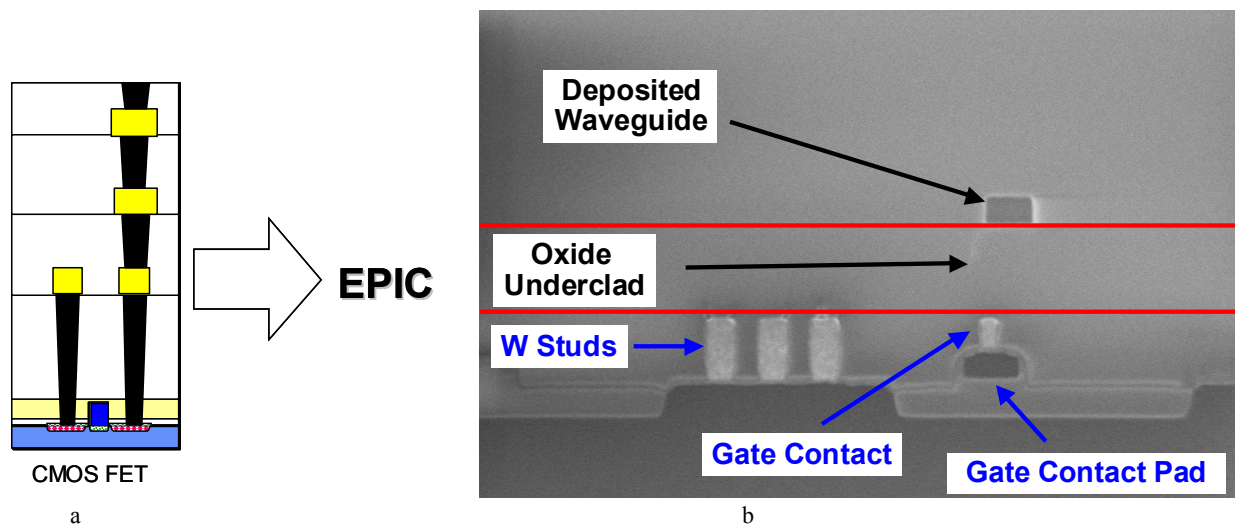 Deposited
Waveguide
Oxide
Underclad
EPIC
W Studs
Gate Contact
Gate Contact Pad
CMOS FET
a
b